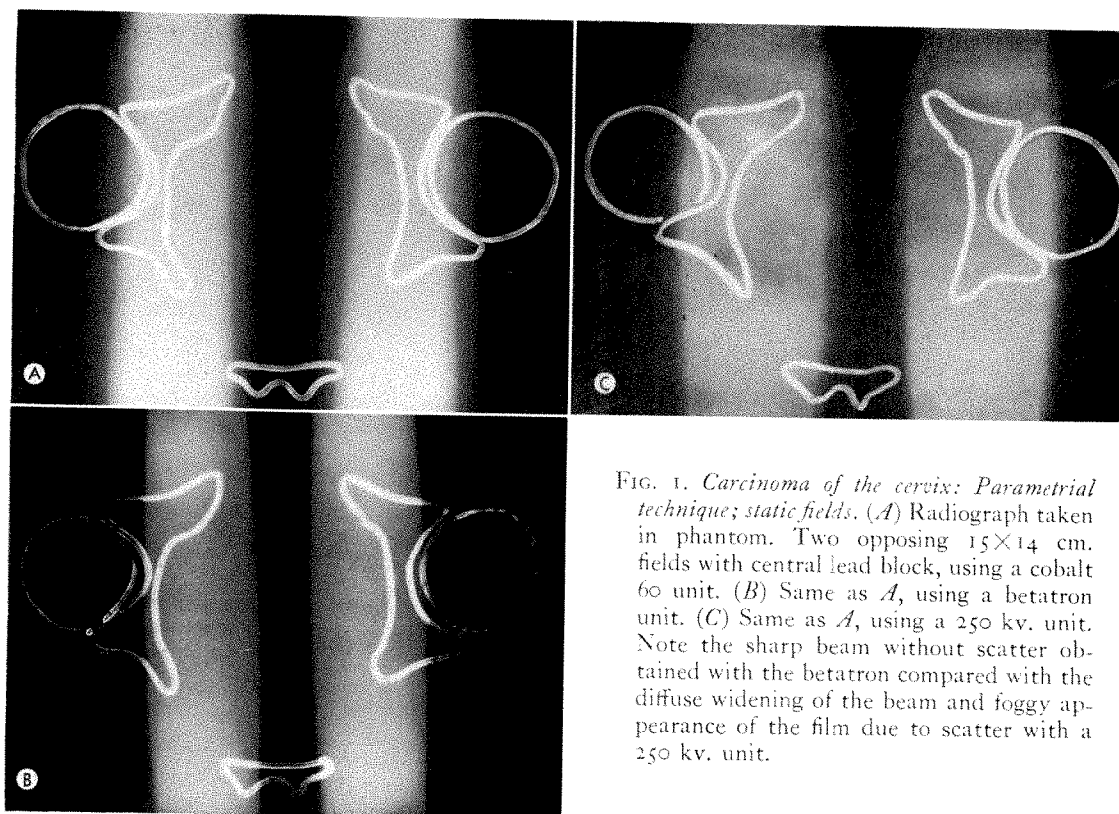 A
C
B
FIG. 1. Carcinoma of the cervix: Parametrial
technique; static fields. (A) Radiograph taken
in phantom. Two opposing 15×14 cm.
fields with central lead block, using a cobalt
60 unit. (B) Same as A, using a betatron
unit. (C) Same as A, using a 250 kv. unit.
Note the sharp beam without scatter ob-
tained with the betatron compared with the
diffuse widening of the beam and foggy ap-
pearance of the film due to scatter with a
250 kv. unit.